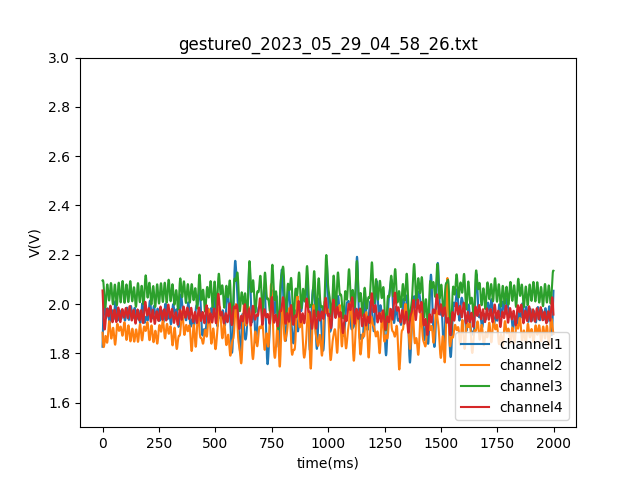 gesture0_2023_05_29_04_58_26.txt
V(V)
3.0
2.8
2.6
2.4
2.2
2.0
1.8
1.6
channel1
channel2
channel3
channel4
0 250 500 750 1000 1250 1500 1750 2000
time(ms)